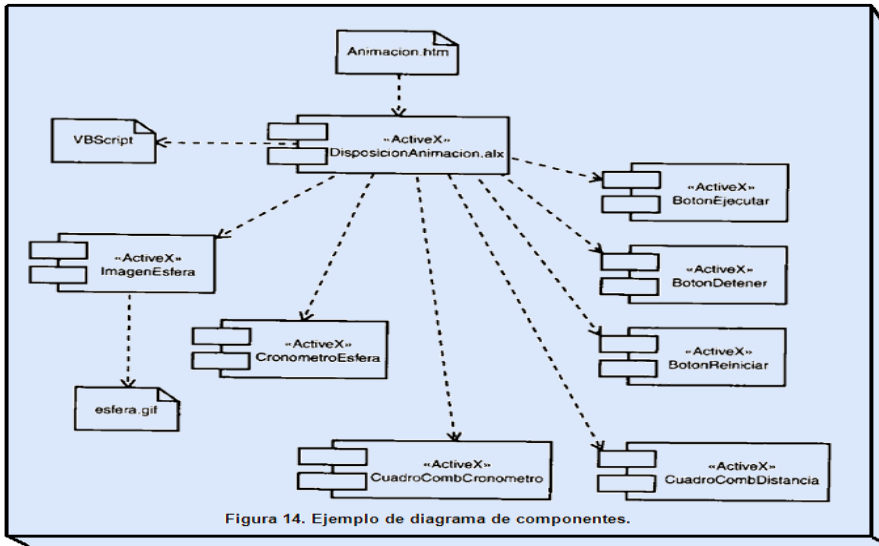 Animacion.htm
VBScript
«ActiveX»
DisposicionAnimacion.alx
«ActiveX»
BotonEjecutar
«ActiveX»
ImagenEsfera
«ActiveX»
BotonDetener
«ActiveX»
CronometroEsfera
«ActiveX»
BotonReiniciar
esfera.gif
«ActiveX»
CuadroCombCronometro
«ActiveX»
CuadroCombDistancia
Figura 14. Ejemplo de diagrama de componentes.